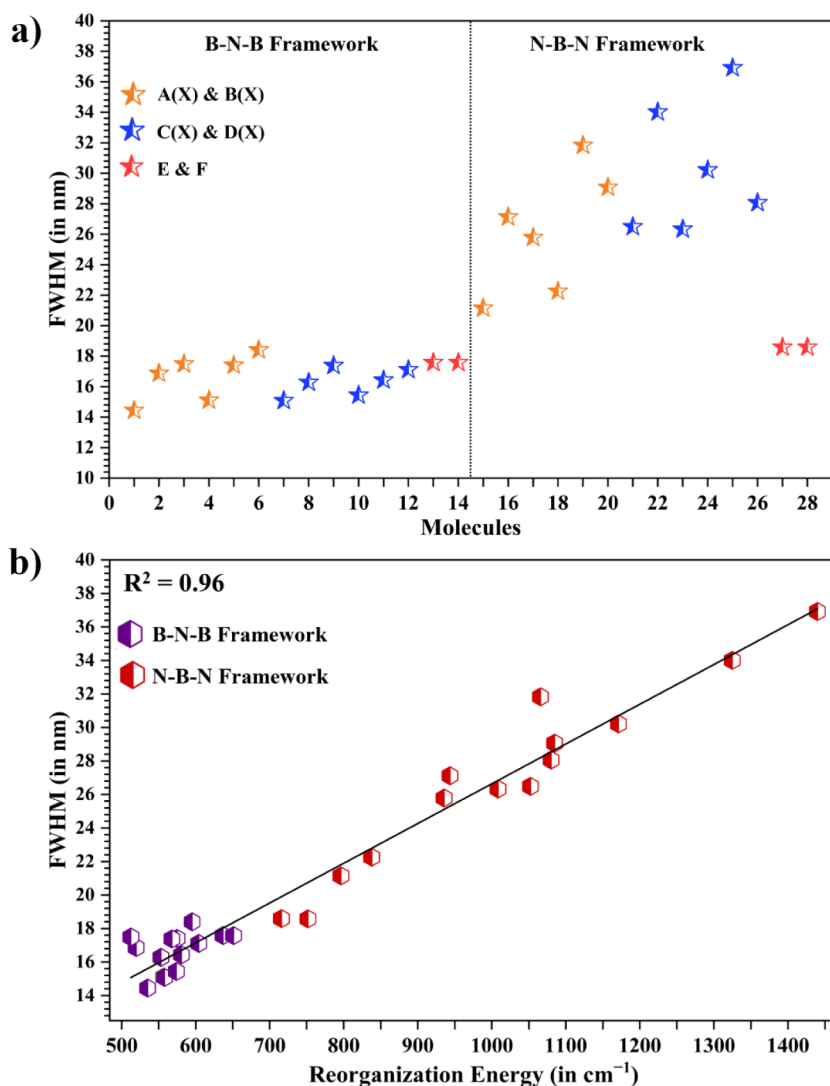 a)
B-N-B Framework
N-B-N Framework
A(X) & B(X)
C(X) & D(X)
E & F
FWHM (in nm)
40
38
36
34
32
30
28
26
24
22
20
18
16
14
12
10
0 2 4 6 8 10 12 14 16 18 20 22 24 26 28
Molecules
b)
R² = 0.96
B-N-B Framework
N-B-N Framework
FWHM (in nm)
40
38
36
34
32
30
28
26
24
22
20
18
16
14
500 600 700 800 900 1000 1100 1200 1300 1400
Reorganization Energy (in cm⁻¹)